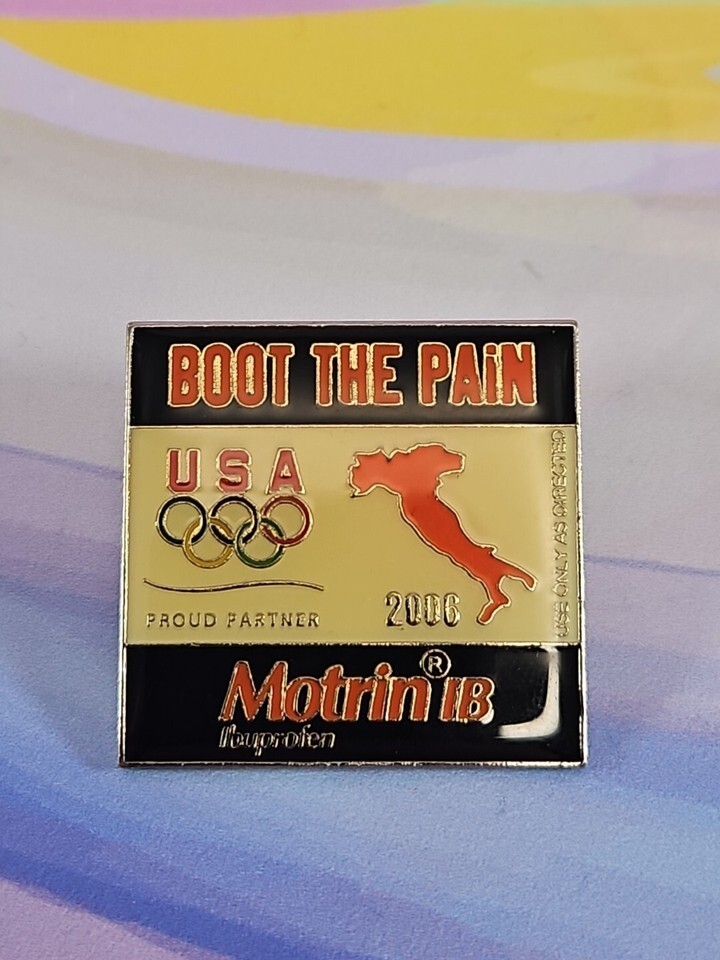 BOOT THE PAiN
USA
PROUD PARTNER
2006
USE ONLY AS DIRECTED
Motrin® IB
Ibuprofen